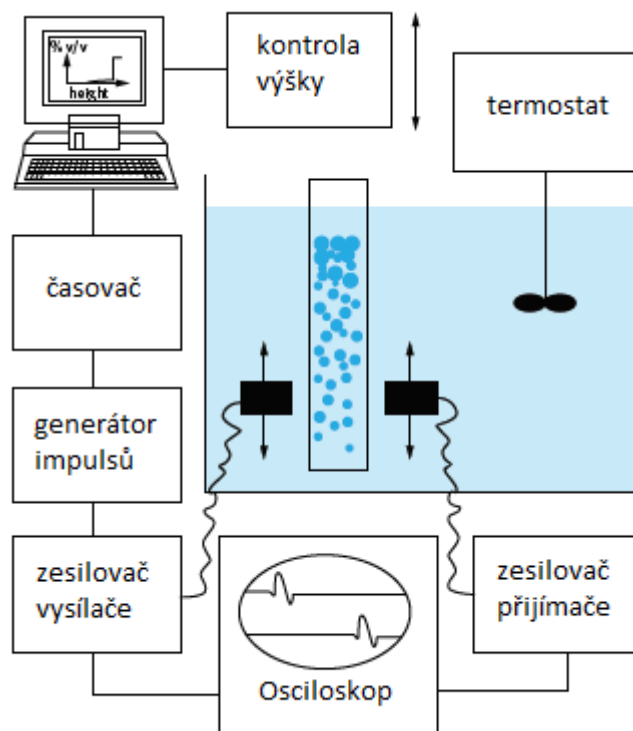 % v/v
height
kontrola
výšky
termostat
časovač
generátor
impulsů
zesilovač
vysílače
Osciloskop
zesilovač
přijímače